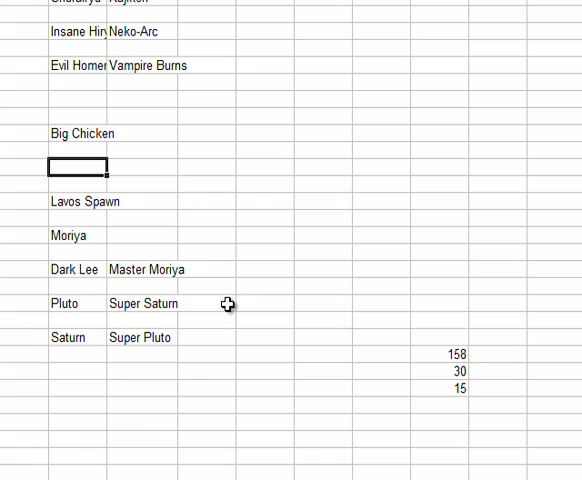 Insane Hiry Neko-Arc
Evil Homer Vampire Burns
Big Chicken
Lavos Spawn
Moriya
Dark Lee Master Moriya
Pluto Super Saturn
Saturn Super Pluto
158
30
15